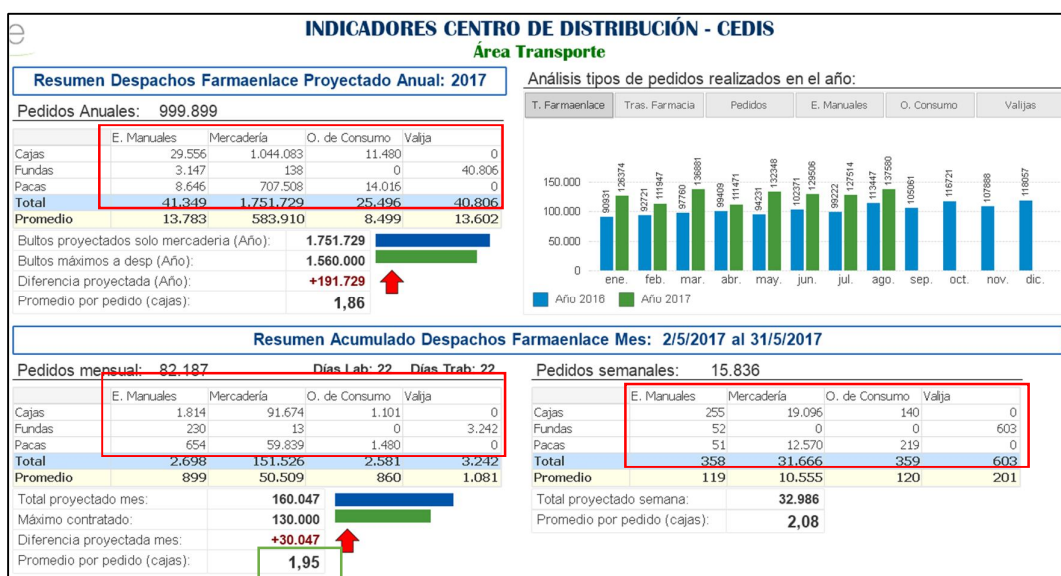 e
INDICADORES CENTRO DE DISTRIBUCIÓN - CEDIS
Área Transporte
Resumen Despachos Farmaenlace Proyectado Anual: 2017
Pedidos Anuales: 999.899
E. Manuales Mercadería O. de Consumo Valija
Cajas 29.556 1.044.083 11.480 0
Fundas 3.147 138 0 40.806
Pacas 8.646 707.508 14.016 0
Total 41.349 1.751.729 25.496 40.806
Promedio 13.783 583.910 8.499 13.602
Bultos proyectados solo mercaderia (Año): 1.751.729
Bultos máximos a desp (Año): 1.560.000
Diferencia proyectada (Año): +191.729
Promedio por pedido (cajas): 1,86
Análisis tipos de pedidos realizados en el año:
T. Farmaenlace Tras. Farmacia Pedidos E. Manuales O. Consumo Valijas
150.000
100.000
50.000
0
90931 126374 92721 111947 97760 136881 99409 111471 94231 132348 102371 129506 99222 127514 113447 137580 105061 116721 107888 118057
ene. feb. mar. abr. may. jun. jul. ago. sep. oct. nov. dic.
Año 2016 Año 2017
Resumen Acumulado Despachos Farmaenlace Mes: 2/5/2017 al 31/5/2017
Pedidos mensual: 82.187 Días Lab: 22 Días Trab: 22
E. Manuales Mercadería O. de Consumo Valija
Cajas 1.814 91.674 1.101 0
Fundas 230 13 0 3.242
Pacas 654 59.839 1.480 0
Total 2.698 151.526 2.581 3.242
Promedio 899 50.509 860 1.081
Total proyectado mes: 160.047
Máximo contratado: 130.000
Diferencia proyectada mes: +30.047
Promedio por pedido (cajas): 1,95
Pedidos semanales: 15.836
E. Manuales Mercadería O. de Consumo Valija
Cajas 255 19.096 140 0
Fundas 52 0 0 603
Pacas 51 12.570 219 0
Total 358 31.666 359 603
Promedio 119 10.555 120 201
Total proyectado semana: 32.986
Promedio por pedido (cajas): 2,08